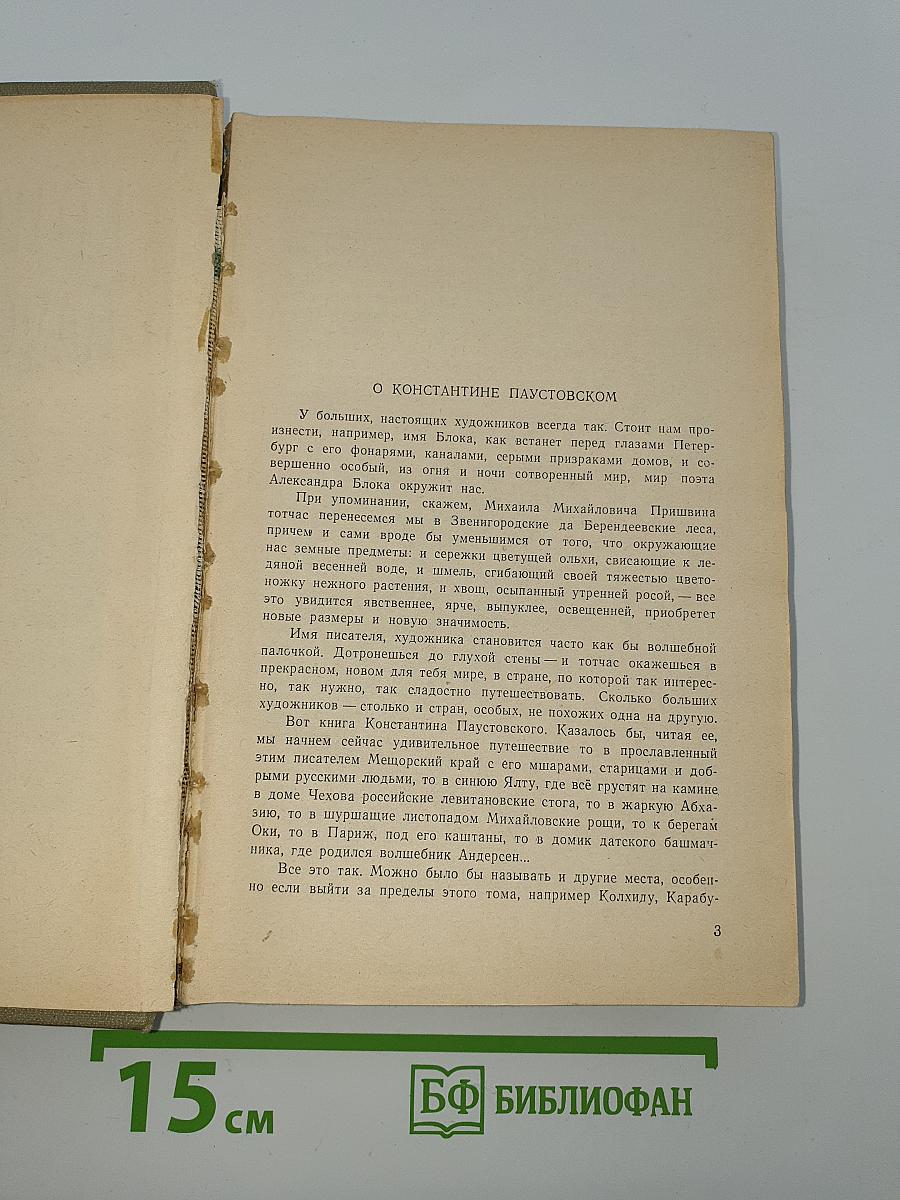 О КОНСТАНТИНЕ ПАУСТОВСКОМ
У больших, настоящих художников всегда так. Стоит нам про-
изнести, например, имя Блока, как встанет перед глазами Петер-
бург с его фонарями, каналами, серыми призраками домов, и со-
вершенно особый, из огня и ночи сотворенный мир, мир поэта
Александра Блока окружит нас.
При упоминании, скажем, Михаила Михайловича Пришвина
тотчас перенесемся мы в Звенигородские да Берендеевские леса,
причем и сами вроде бы уменьшимся от того, что окружающие
нас земные предметы: и сережки цветущей ольхи, свисающие к ле-
дяной весенней воде, и шмель, сгибающий своей тяжестью цвето-
ножку нежного растения, и хвощ, осыпанный утренней росой, — все
это увидится явственнее, ярче, выпуклее, освещенней, приобретет
новые размеры и новую значимость.
Имя писателя, художника становится часто как бы волшебной
палочкой. Дотронешься до глухой стены — и тотчас окажешься в
прекрасном, новом для тебя мире, в стране, по которой так интерес-
но, так нужно, так сладостно путешествовать. Сколько больших
художников — столько и стран, особых, не похожих одна на другую.
Вот книга Константина Паустовского. Казалось бы, читая ее,
мы начнем сейчас удивительное путешествие то в прославленный
этим писателем Мещорский край с его мшарами, старицами и доб-
рыми русскими людьми, то в синюю Ялту, где всё грустят на камине
в доме Чехова российские левитановские стога, то в жаркую Абха-
зию, то в шуршащие листопадом Михайловские рощи, то к берегам
Оки, то в Париж, под его каштаны, то в домик датского башмач-
ника, где родился волшебник Андерсен...
Все это так. Можно было бы называть и другие места, особен-
но если выйти за пределы этого тома, например Колхиду, Карабу-
3
15 см
БФ БИБЛИОФАН